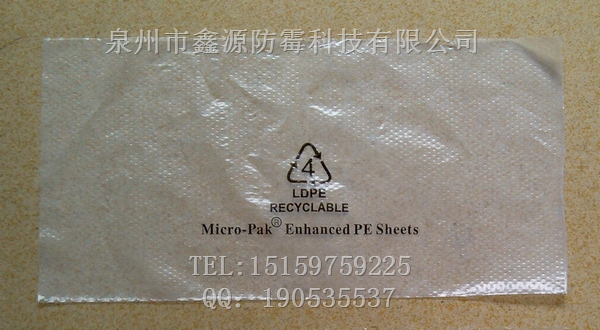 泉州市鑫源防霉科技有限公司
4
LDPE
RECYCLABLE
Micro-Pak® Enhanced PE Sheets
TEL:15159759225
QQ: 190535537